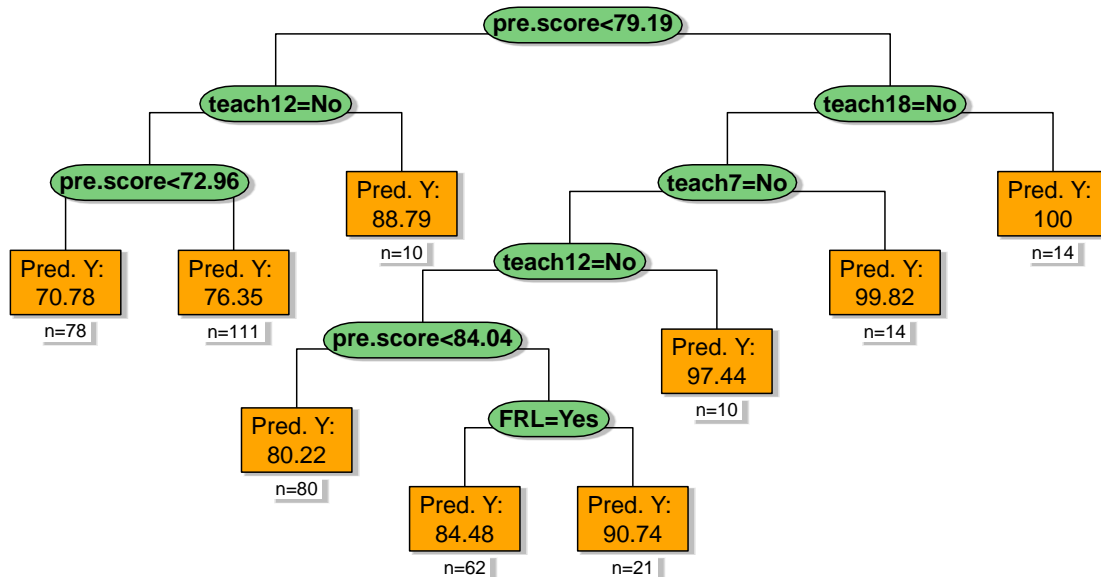 pre.score<79.19
teach12=No
teach18=No
pre.score<72.96
Pred. Y:
88.79
n=10
teach7=No
Pred. Y:
100
n=14
Pred. Y:
70.78
n=78
Pred. Y:
76.35
n=111
teach12=No
Pred. Y:
99.82
n=14
pre.score<84.04
Pred. Y:
97.44
n=10
Pred. Y:
80.22
n=80
FRL=Yes
Pred. Y:
84.48
n=62
Pred. Y:
90.74
n=21